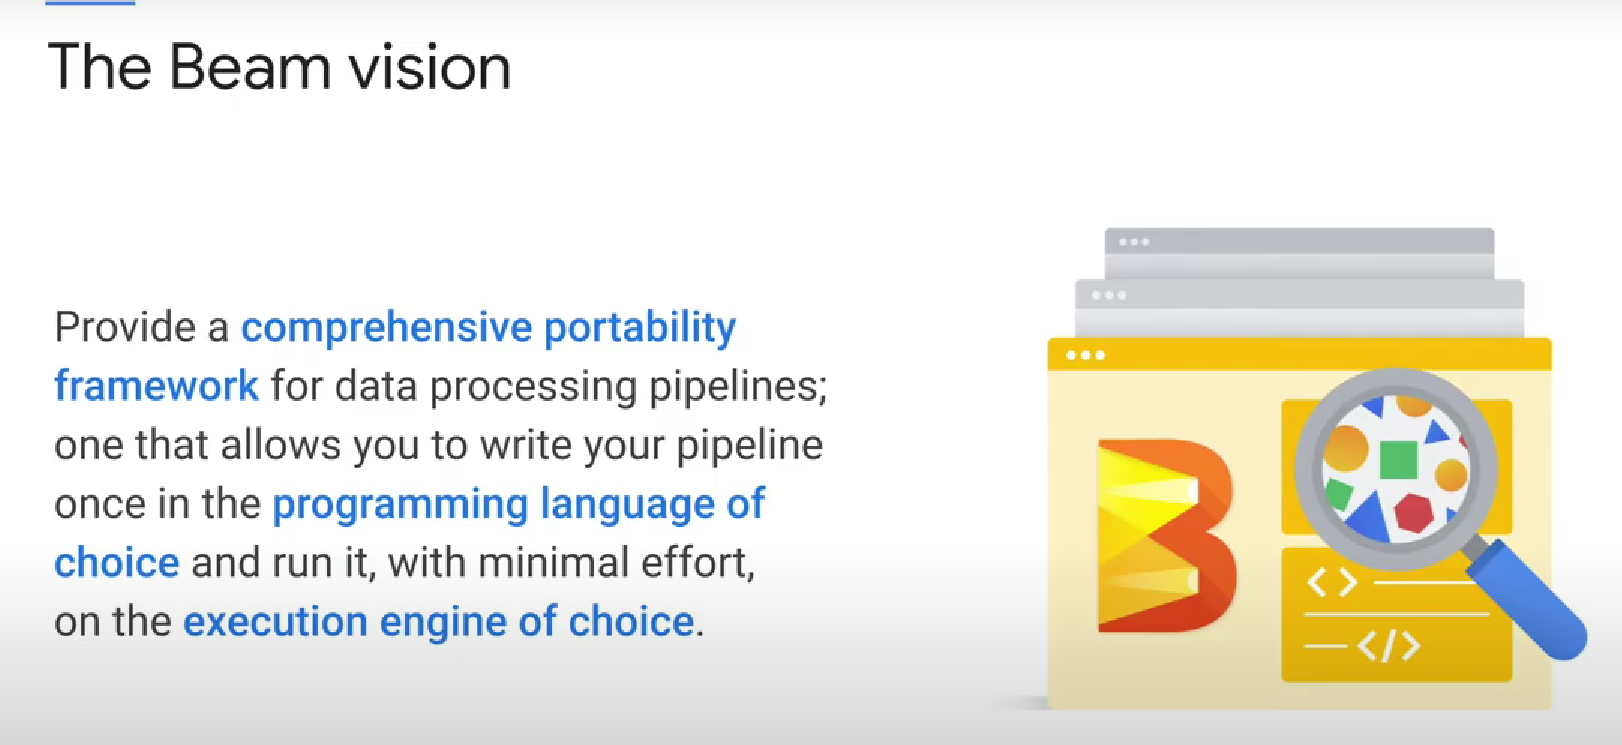 The Beam vision
Provide a comprehensive portability
framework for data processing pipelines;
one that allows you to write your pipeline
once in the programming language of
choice and run it, with minimal effort,
on the execution engine of choice.
B
<>
</>